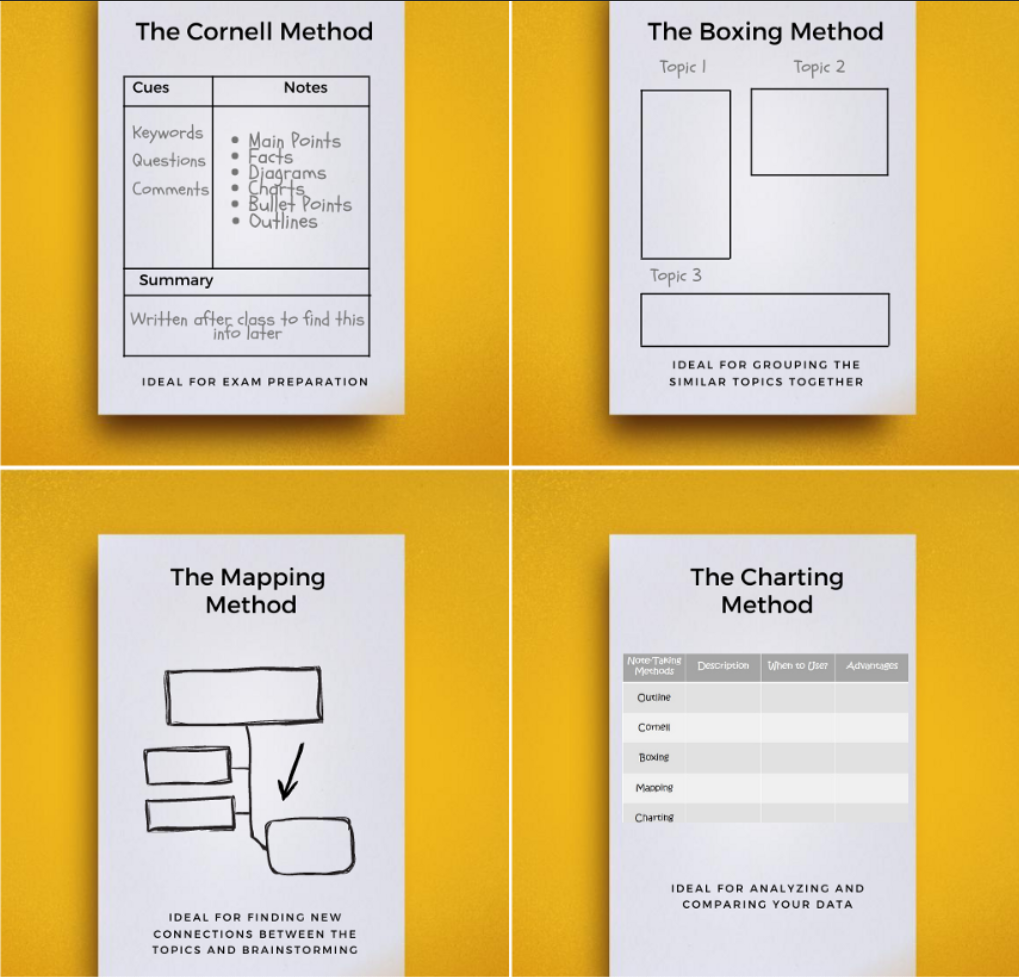 The Cornell Method
Cues
Notes
Keywords
Questions
Comments
Main Points
Facts
Diagrams
Charts
Bullet Points
Outlines
Summary
Written after class to find this
info later
IDEAL FOR EXAM PREPARATION
The Boxing Method
Topic 1
Topic 2
Topic 3
IDEAL FOR GROUPING THE
SIMILAR TOPICS TOGETHER
The Mapping
Method
IDEAL FOR FINDING NEW
CONNECTIONS BETWEEN THE
TOPICS AND BRAINSTORMING
The Charting
Method
Note-Taking
Methods
Description
When to User
Advantages
Outline
Cornell
Boxing
Mapping
Charting
IDEAL FOR ANALYZING AND
COMPARING YOUR DATA